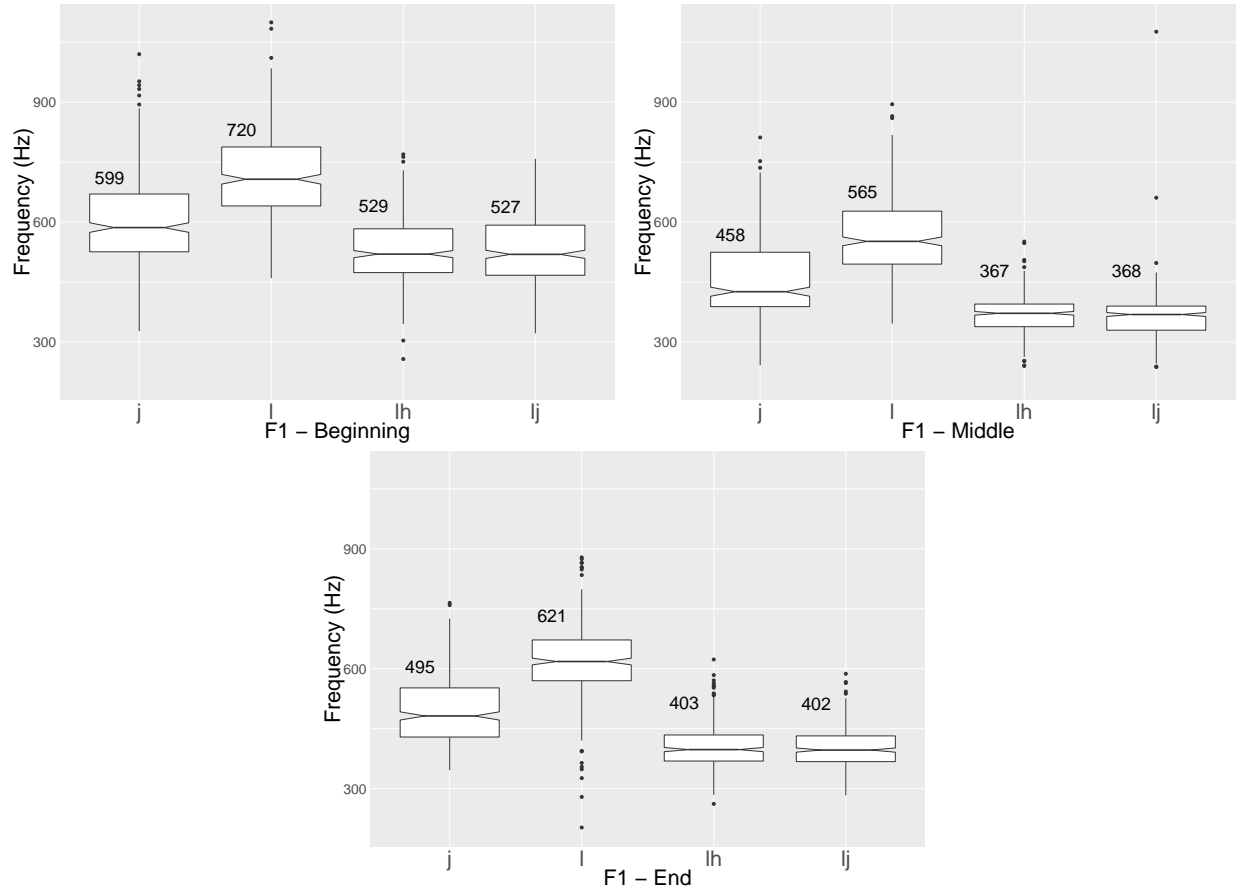 Frequency (Hz)
900
600
300
599
720
529
527
j
l
lh
lj
F1 − Beginning
Frequency (Hz)
900
600
300
458
565
367
368
j
l
lh
lj
F1 − Middle
Frequency (Hz)
900
600
300
495
621
403
402
j
l
lh
lj
F1 − End